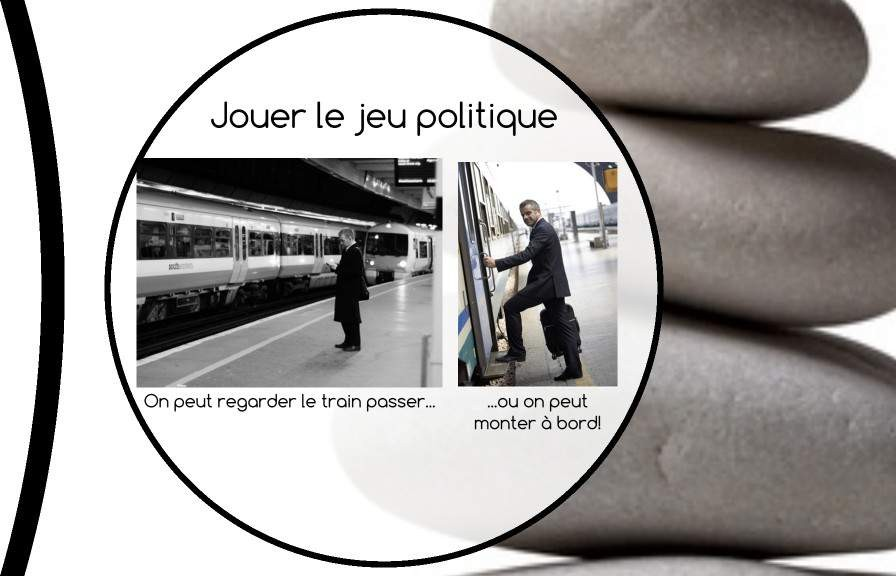 Jouer le jeu politique
On peut regarder le train passer...
...ou on peut
monter à bord!